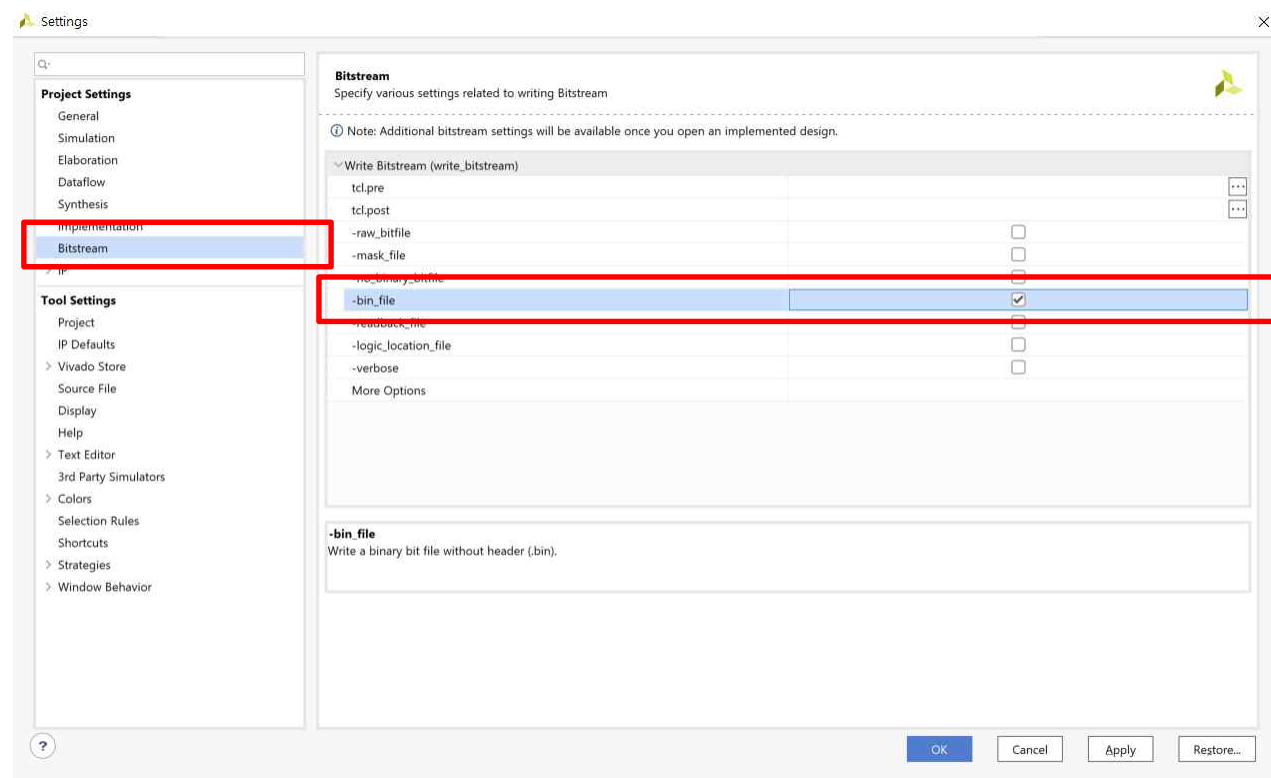 Settings
Project Settings
General
Simulation
Elaboration
Dataflow
Synthesis
Implementation
Bitstream
IP
Tool Settings
Project
IP Defaults
Vivado Store
Source File
Display
Help
Text Editor
3rd Party Simulators
Colors
Selection Rules
Shortcuts
Strategies
Window Behavior
Bitstream
Specify various settings related to writing Bitstream
Note: Additional bitstream settings will be available once you open an implemented design.
Write Bitstream (write_bitstream)
tcl.pre
tcl.post
-raw_bitfile
-mask_file
-no_binary_bitfile
-bin_file
-readback_file
-logic_location_file
-verbose
More Options
-bin_file
Write a binary bit file without header (.bin).
?
OK
Cancel
Apply
Restore...